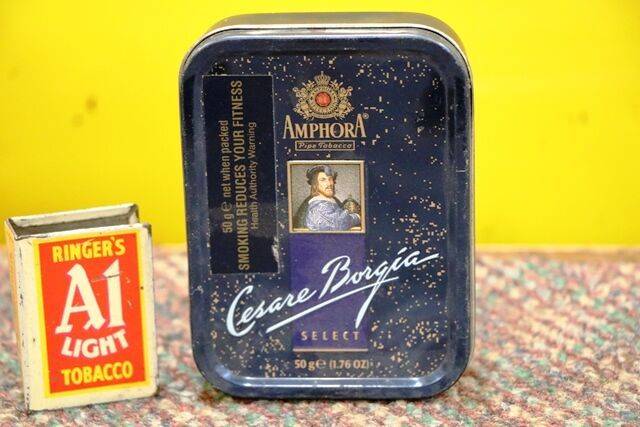 RINGER'S
A1
LIGHT
TOBACCO
50 g e net when packed
SMOKING REDUCES YOUR FITNESS
Health Authority Warning
AMPHORA®
Pipe Tobacco
Cesare Borgia
SELECT
50 g e (1.76 OZ)